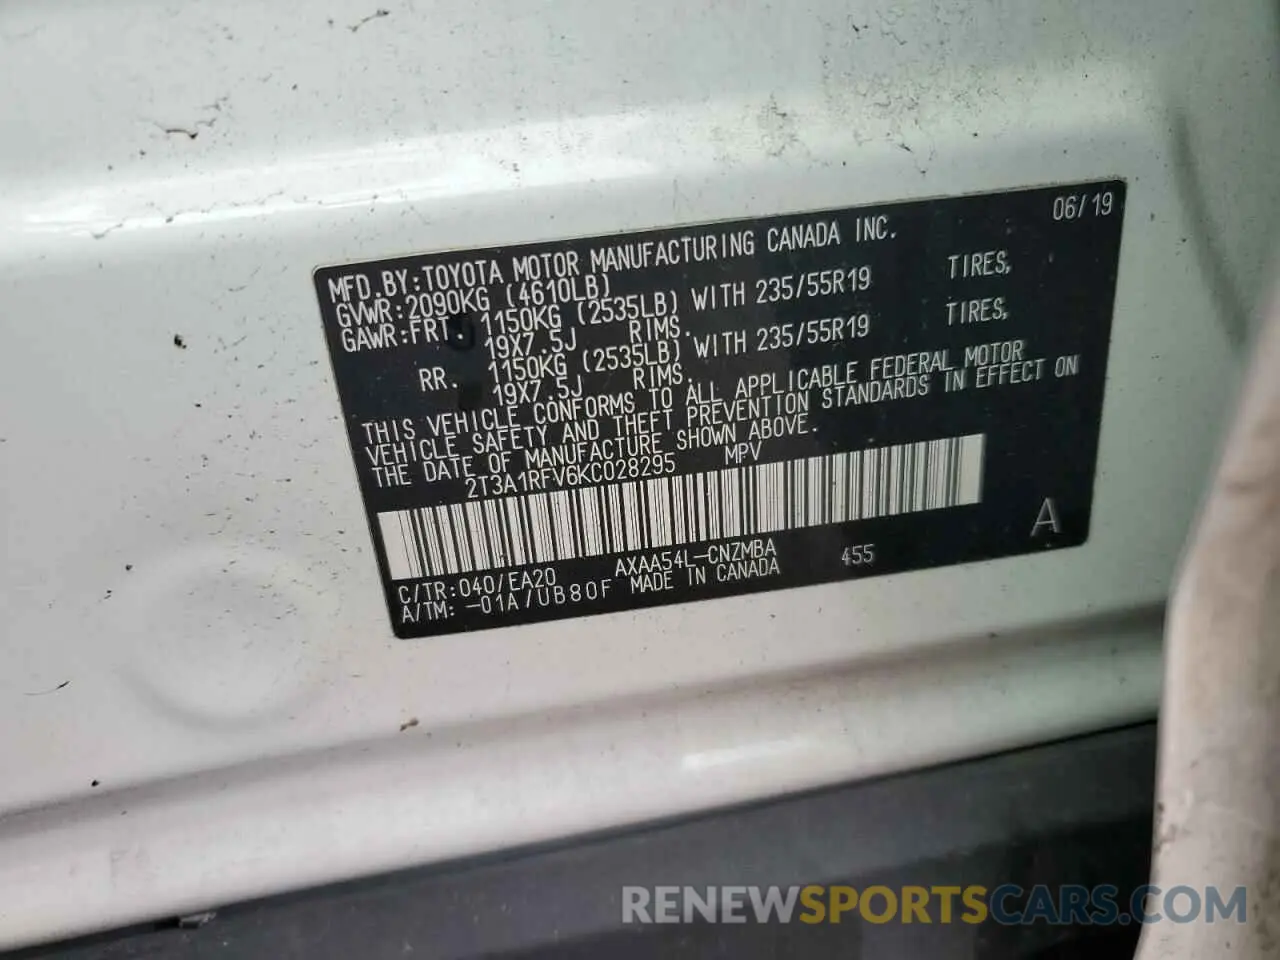 06/19
MFD.BY:TOYOTA MOTOR MANUFACTURING CANADA INC.
GVWR:2090KG (4610LB)
GAWR:FRT. 1150KG (2535LB) WITH 235/55R19 TIRES,
19X7.5J RIMS.
RR. 1150KG (2535LB) WITH 235/55R19 TIRES,
19X7.5J RIMS.
THIS VEHICLE CONFORMS TO ALL APPLICABLE FEDERAL MOTOR
VEHICLE SAFETY AND THEFT PREVENTION STANDARDS IN EFFECT ON
THE DATE OF MANUFACTURE SHOWN ABOVE.
2T3A1RFV6KC028295 MPV
A
C/TR:040/EA20 AXAA54L-CNZMBA 455
A/TM:-01A/UB80F MADE IN CANADA
RENEWSPORTSCARS.COM